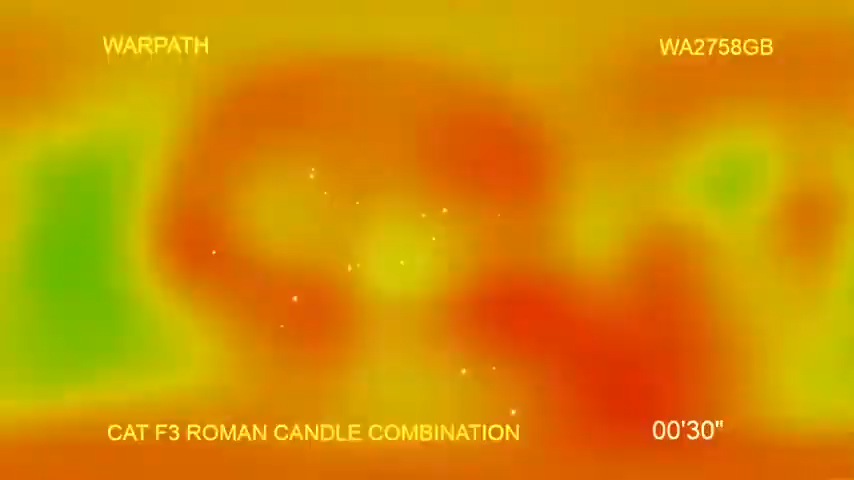 WARPATH
WA2758GB
CAT F3 ROMAN CANDLE COMBINATION
00'30"